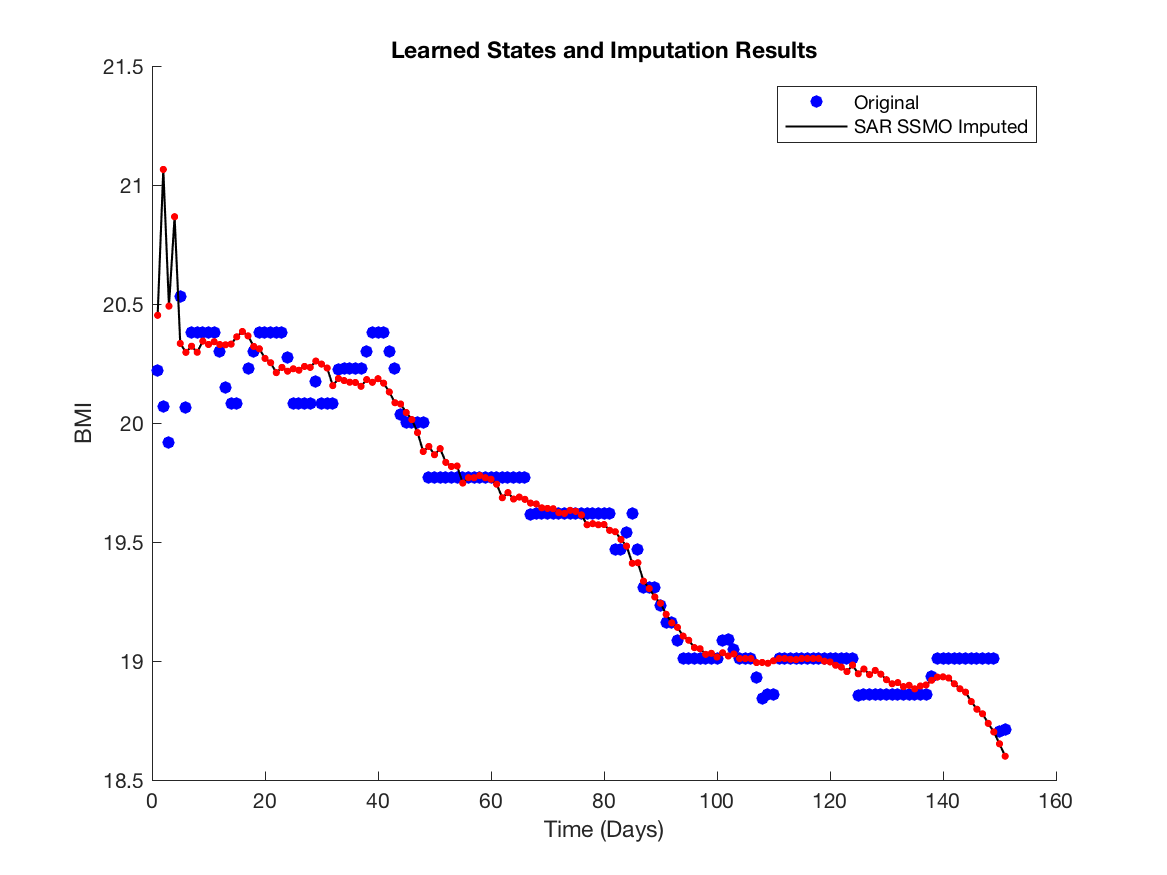 Learned States and Imputation Results
21.5
21
20.5
20
19.5
19
18.5
BMI
Original
SAR SSMO Imputed
0 20 40 60 80 100 120 140 160
Time (Days)